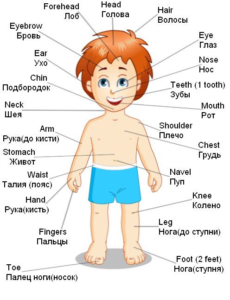 Forehead
Лоб
Head
Голова
Hair
Волосы
Eyebrow
Бровь
Eye
Глаз
Ear
Ухо
Nose
Нос
Chin
Подбородок
Teeth (1 tooth)
Зубы
Neck
Шея
Mouth
Рот
Arm
Рука(до кисти)
Shoulder
Плечо
Stomach
Живот
Chest
Грудь
Waist
Талия (пояс)
Navel
Пуп
Hand
Рука(кисть)
Knee
Колено
Fingers
Пальцы
Leg
Нога(до ступни)
Toe
Палец ноги(носок)
Foot (2 feet)
Нога(ступня)